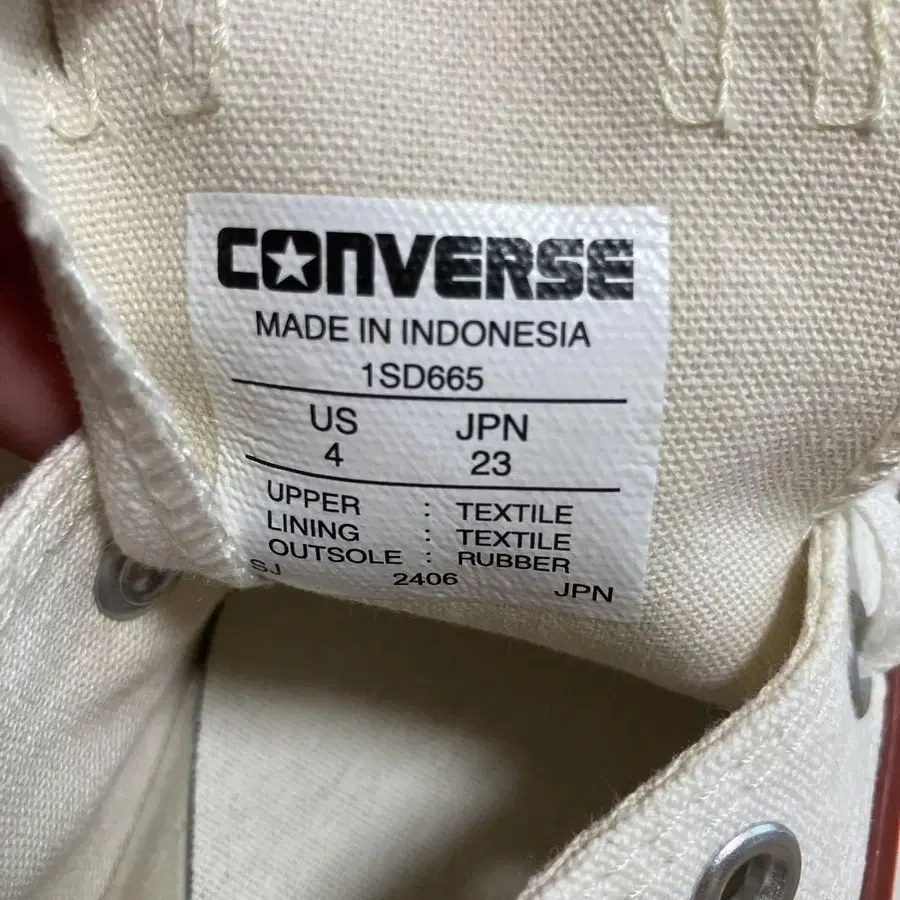 CONVERSE
MADE IN INDONESIA
1SD665
US JPN
4 23
UPPER : TEXTILE
LINING : TEXTILE
OUTSOLE : RUBBER
SJ 2406 JPN